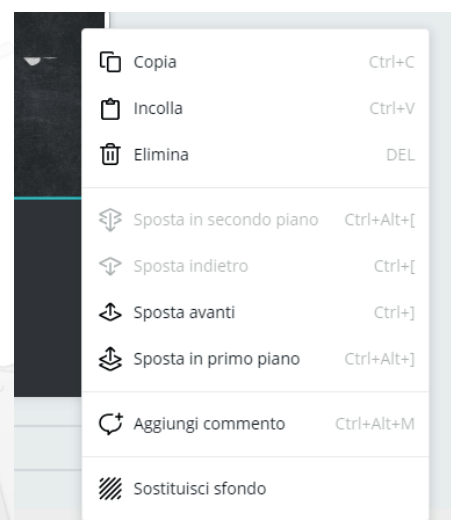 Copia Ctrl+C
Incolla Ctrl+V
Elimina DEL
Sposta in secondo piano Ctrl+Alt+[
Sposta indietro Ctrl+[
Sposta avanti Ctrl+]
Sposta in primo piano Ctrl+Alt+]
Aggiungi commento Ctrl+Alt+M
Sostituisci sfondo